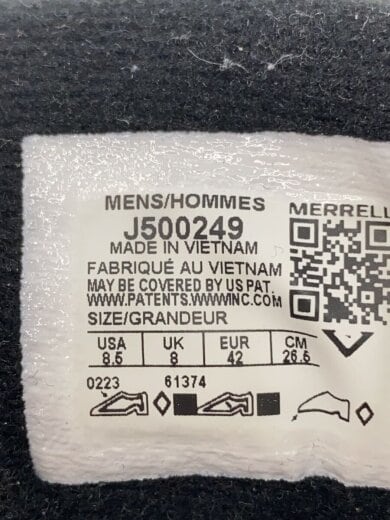 MENS/HOMMES
MERRELL
J500249
MADE IN VIETNAM
FABRIQUÉ AU VIETNAM
MAY BE COVERED BY US PAT.
WWW.PATENTS.WWWINC.COM
SIZE/GRANDEUR
USA UK EUR CM
8.5 8 42 26.5
0223 61374